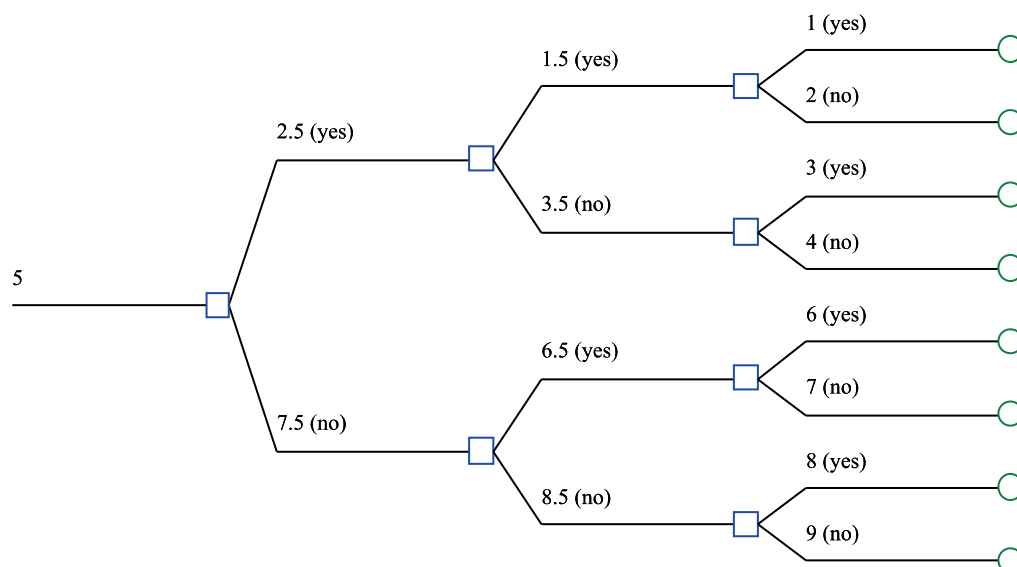 1 (yes)
1.5 (yes)
2 (no)
2.5 (yes)
3 (yes)
3.5 (no)
4 (no)
5
6 (yes)
6.5 (yes)
7 (no)
7.5 (no)
8 (yes)
8.5 (no)
9 (no)